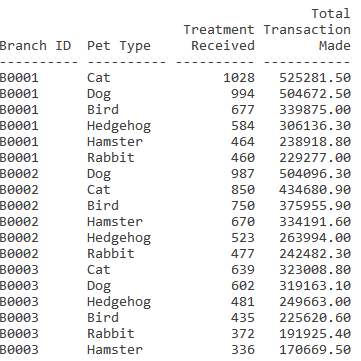 Total
Treatment Transaction
Branch ID Pet Type Received Made
---------- ---------- ---------- -----------
B0001 Cat 1028 525281.50
B0001 Dog 994 504672.50
B0001 Bird 677 339875.00
B0001 Hedgehog 584 306136.30
B0001 Hamster 464 238918.80
B0001 Rabbit 460 229277.00
B0002 Dog 987 504096.30
B0002 Cat 850 434680.90
B0002 Bird 750 375955.90
B0002 Hamster 670 334191.60
B0002 Hedgehog 523 263994.00
B0002 Rabbit 477 242482.30
B0003 Cat 639 323008.80
B0003 Dog 602 319163.10
B0003 Hedgehog 481 249663.00
B0003 Bird 435 225620.60
B0003 Rabbit 372 191925.40
B0003 Hamster 336 170669.50